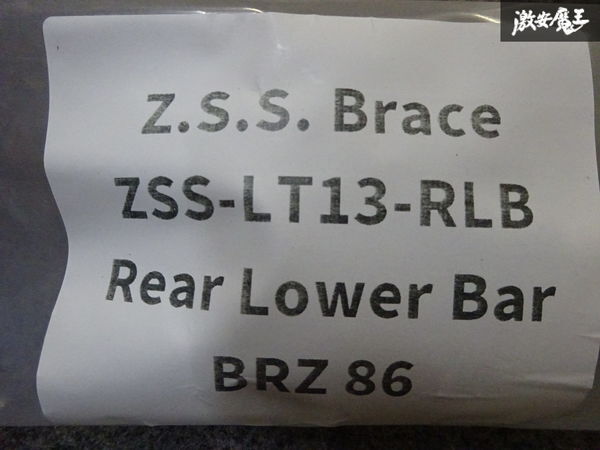 激安魔王
Z.S.S. Brace
ZSS-LT13-RLB
Rear Lower Bar
BRZ 86